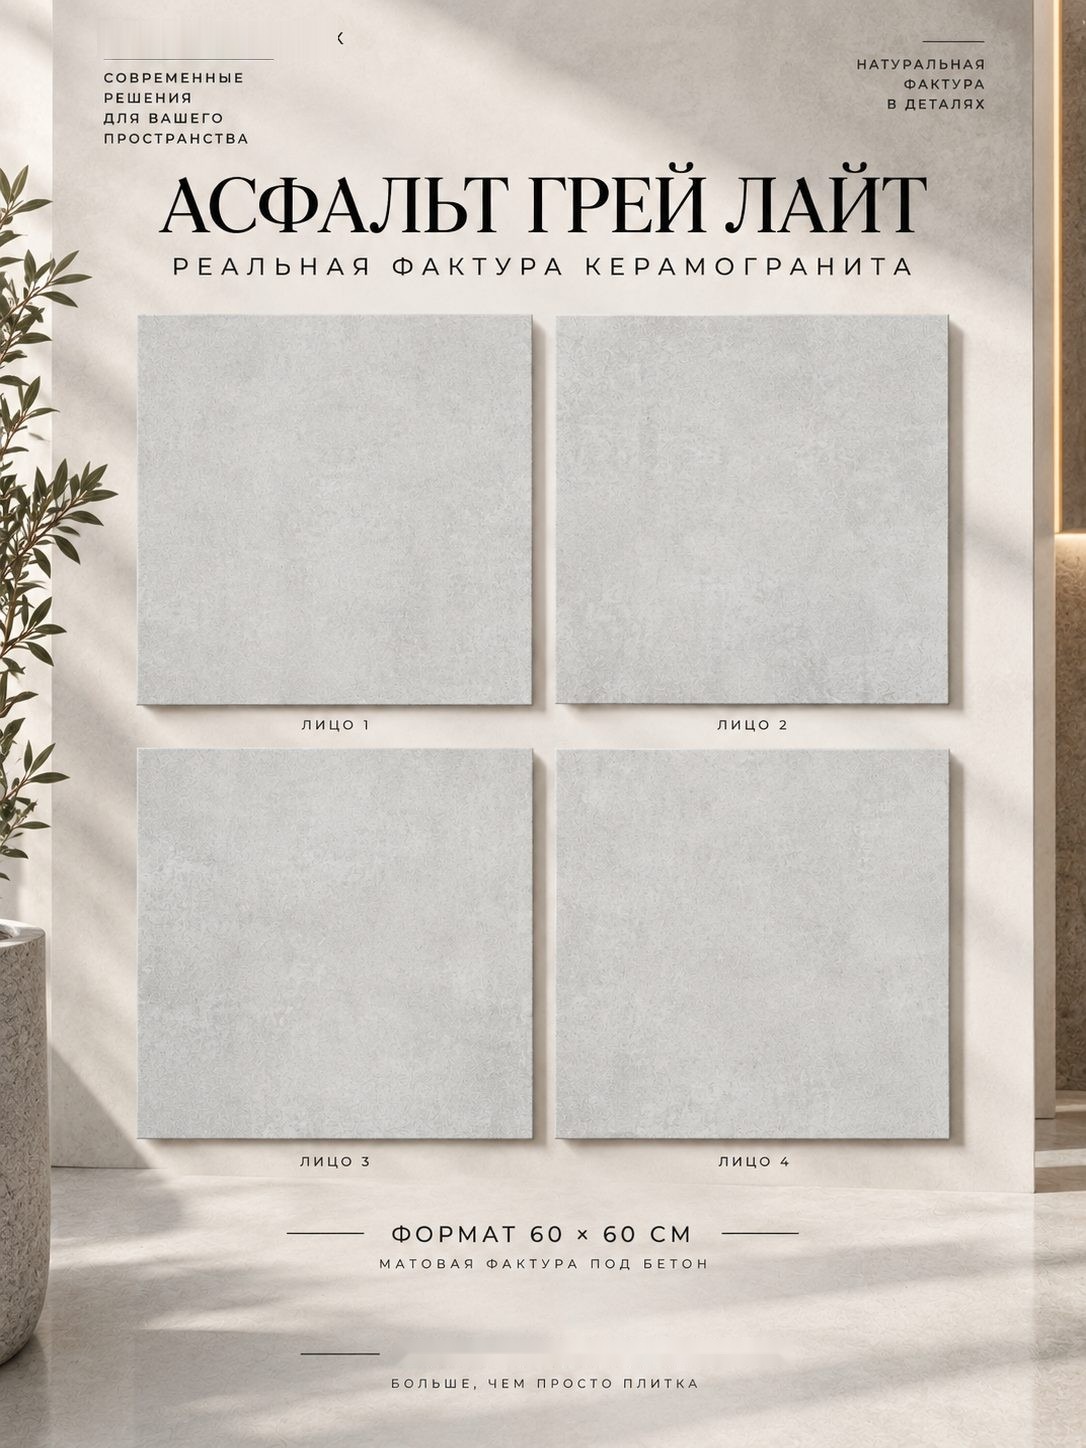 СОВРЕМЕННЫЕ
РЕШЕНИЯ
ДЛЯ ВАШЕГО
ПРОСТРАНСТВА
НАТУРАЛЬНАЯ
ФАКТУРА
В ДЕТАЛЯХ
АСФАЛЬТ ГРЕЙ ЛАЙТ
РЕАЛЬНАЯ ФАКТУРА КЕРАМОГРАНИТА
ЛИЦО 1
ЛИЦО 2
ЛИЦО 3
ЛИЦО 4
ФОРМАТ 60 × 60 СМ
МАТОВАЯ ФАКТУРА ПОД БЕТОН
БОЛЬШЕ, ЧЕМ ПРОСТО ПЛИТКА